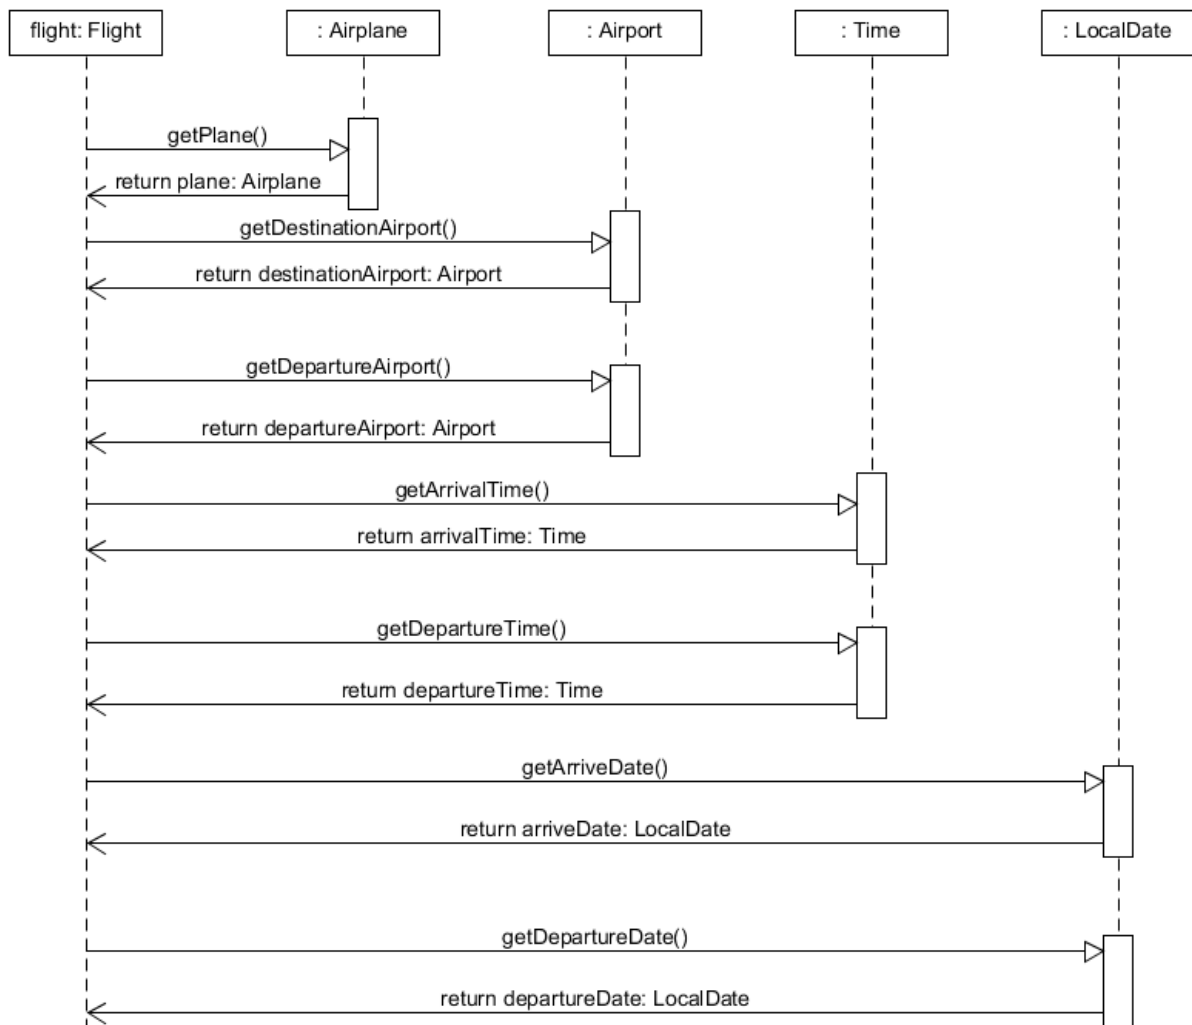 flight: Flight
: Airplane
: Airport
: Time
: LocalDate
getPlane()
return plane: Airplane
getDestinationAirport()
return destinationAirport: Airport
getDepartureAirport()
return departureAirport: Airport
getArrivalTime()
return arrivalTime: Time
getDepartureTime()
return departureTime: Time
getArriveDate()
return arriveDate: LocalDate
getDepartureDate()
return departureDate: LocalDate